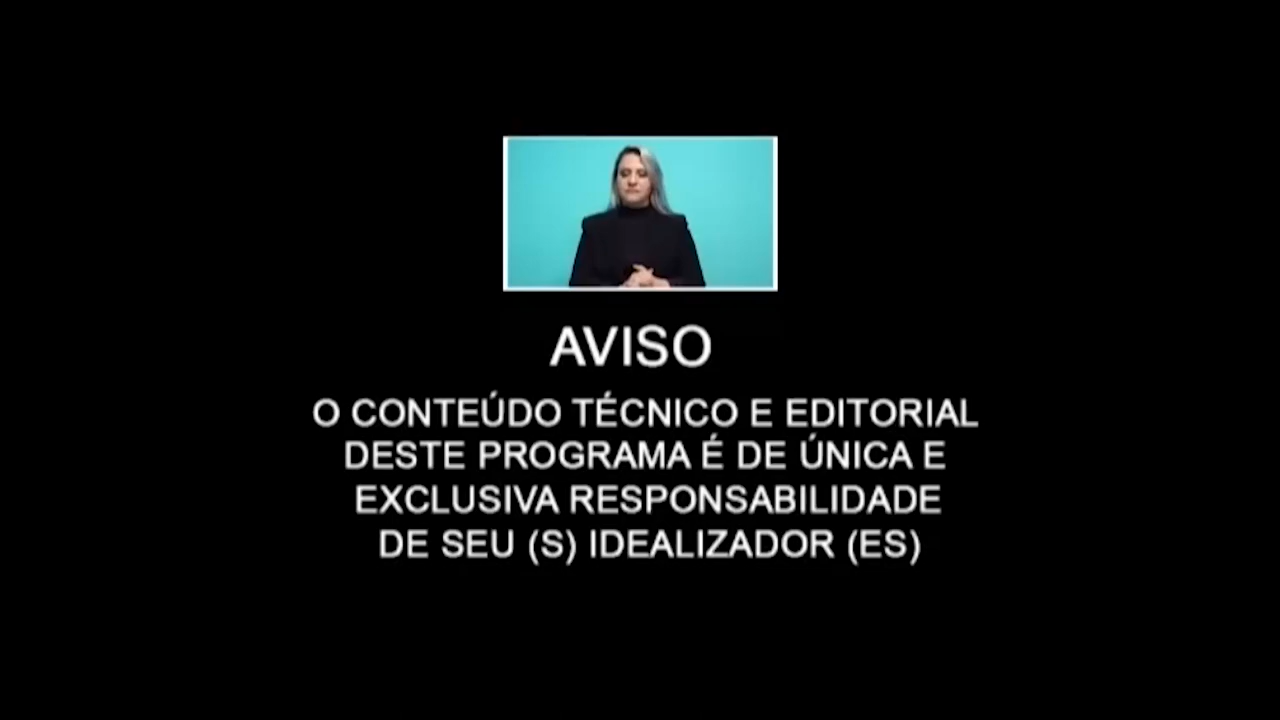 AVISO
O CONTEÚDO TÉCNICO E EDITORIAL
DESTE PROGRAMA É DE ÚNICA E
EXCLUSIVA RESPONSABILIDADE
DE SEU (S) IDEALIZADOR (ES)